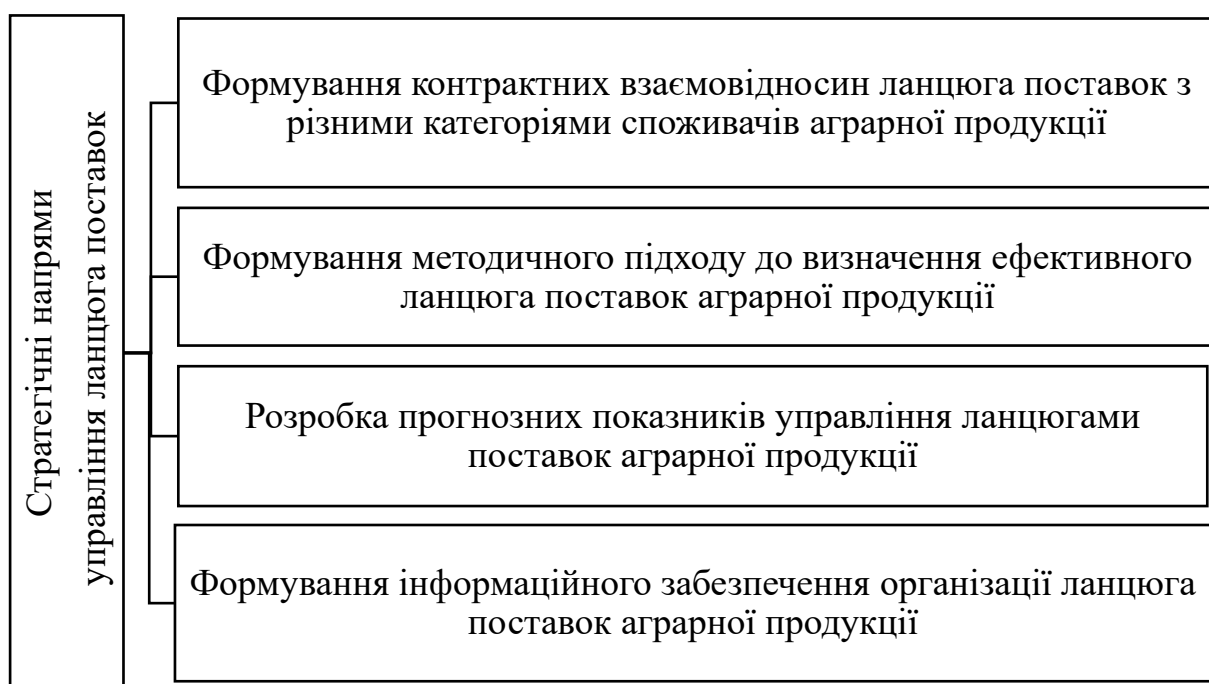 Стратегічні напрями
управління ланцюга поставок
Формування контрактних взаємовідносин ланцюга поставок з
різними категоріями споживачів аграрної продукції
Формування методичного підходу до визначення ефективного
ланцюга поставок аграрної продукції
Розробка прогнозних показників управління ланцюгами
поставок аграрної продукції
Формування інформаційного забезпечення організації ланцюга
поставок аграрної продукції